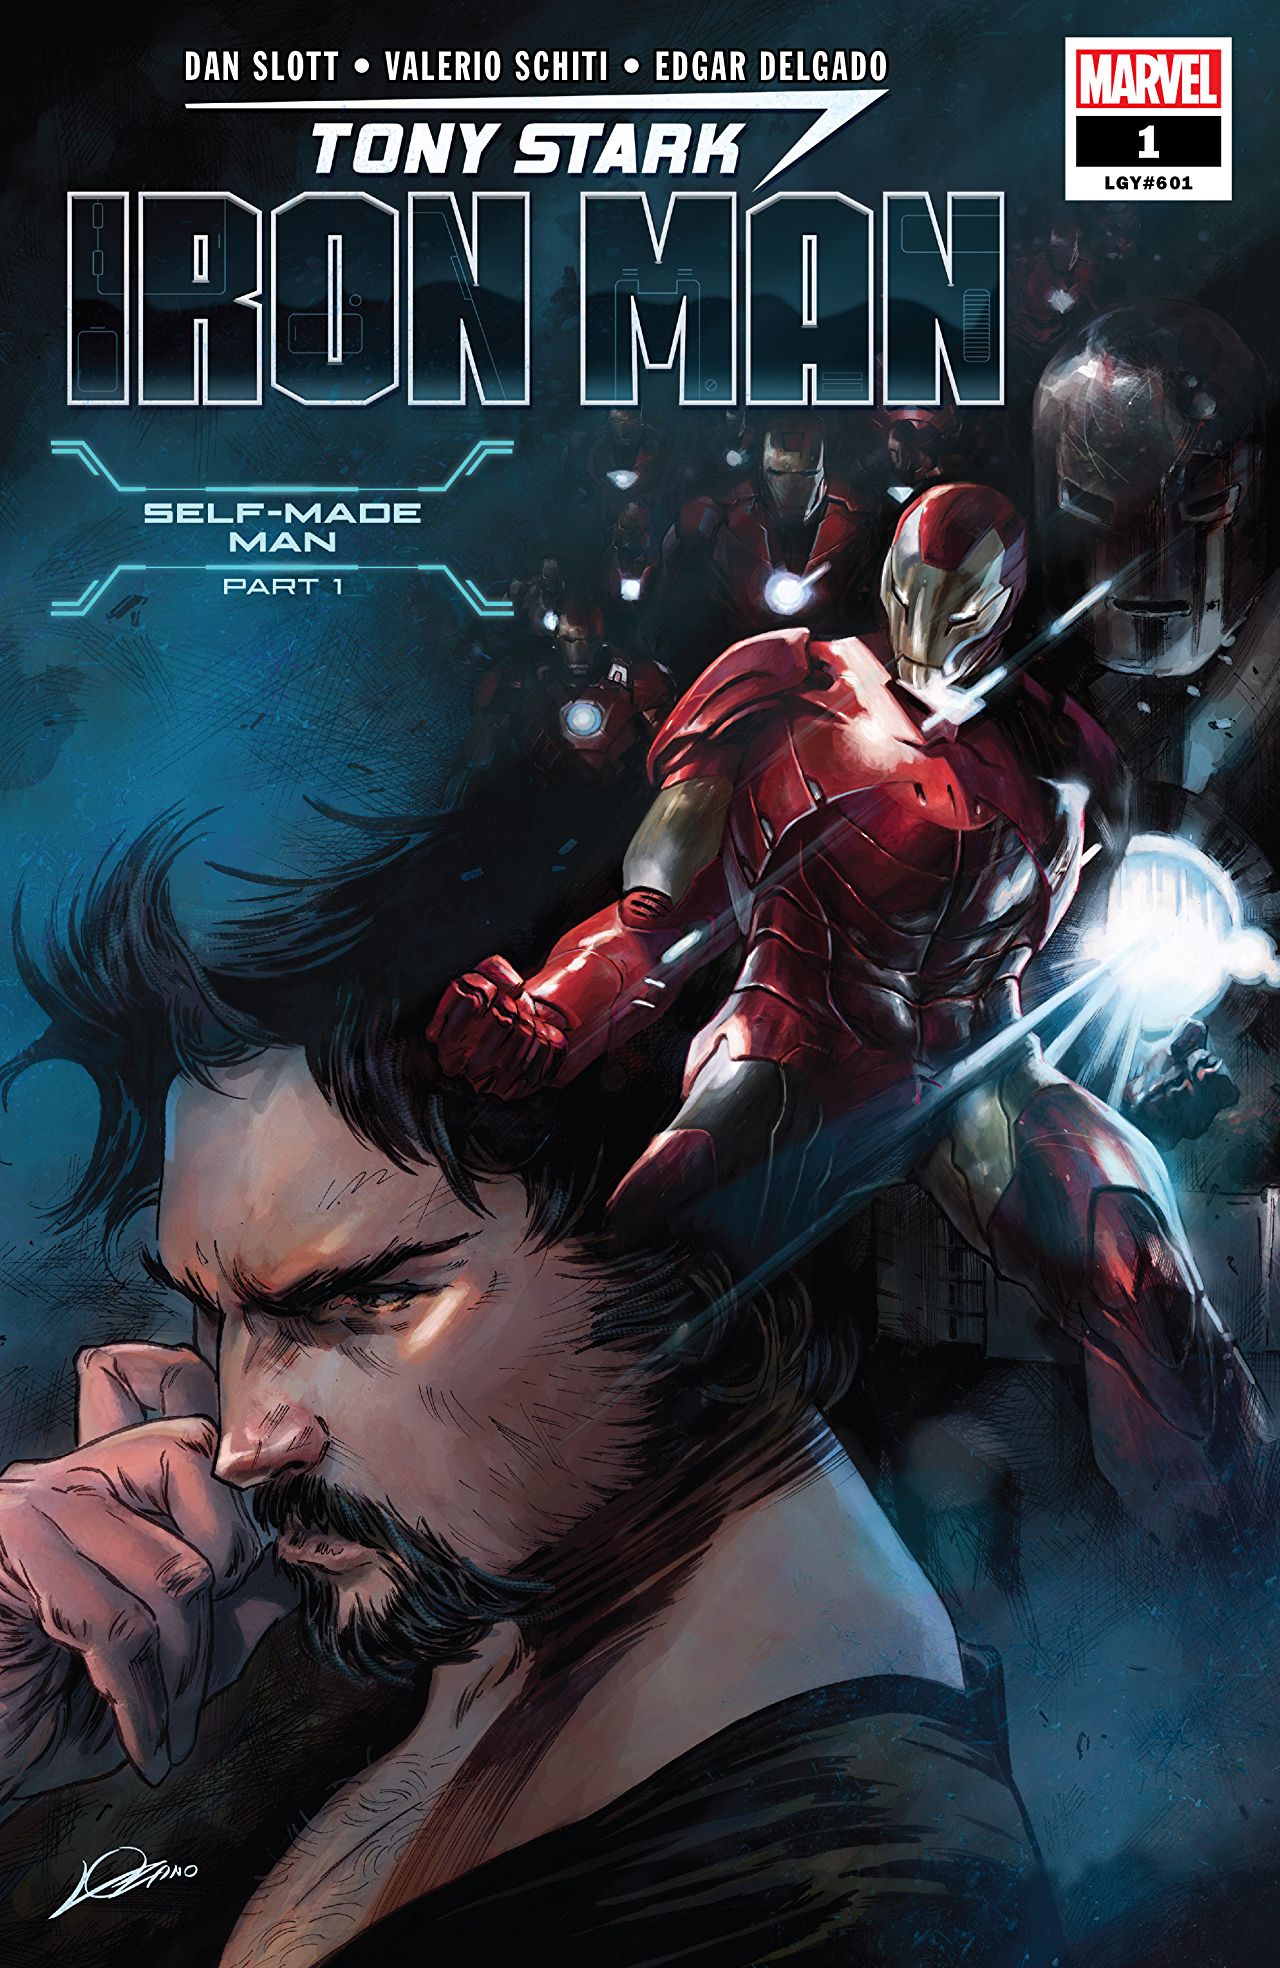 DAN SLOTT • VALERIO SCHITI • EDGAR DELGADO
MARVEL
1
LGY#601
TONY STARK
IRON MAN
SELF-MADE
MAN
PART 1
LOZANO